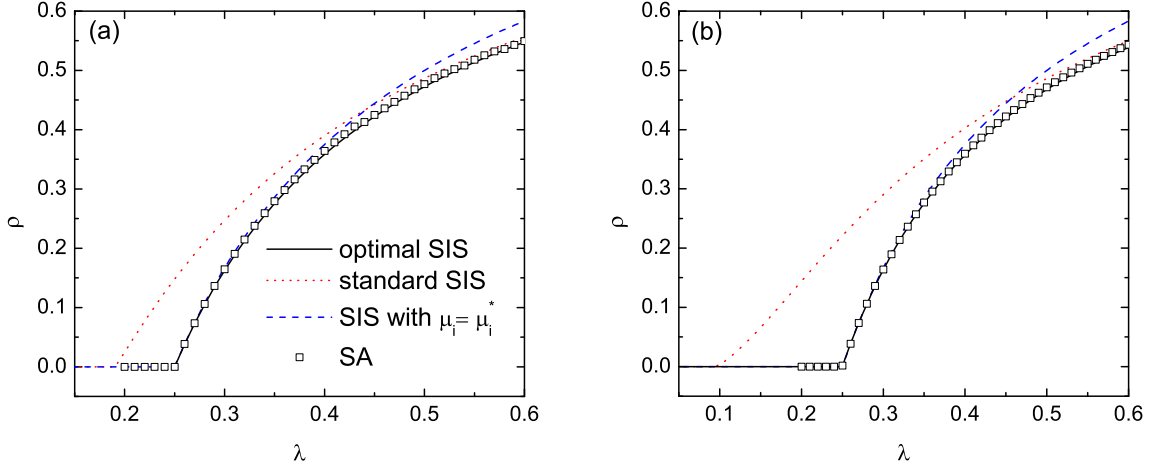 (a)
0.6
0.5
0.4
0.3
0.2
0.1
0.0
ρ
optimal SIS
standard SIS
SIS with μᵢ= μᵢ*
SA
0.2 0.3 0.4 0.5 0.6
λ
(b)
0.6
0.5
0.4
0.3
0.2
0.1
0.0
ρ
0.1 0.2 0.3 0.4 0.5 0.6
λ